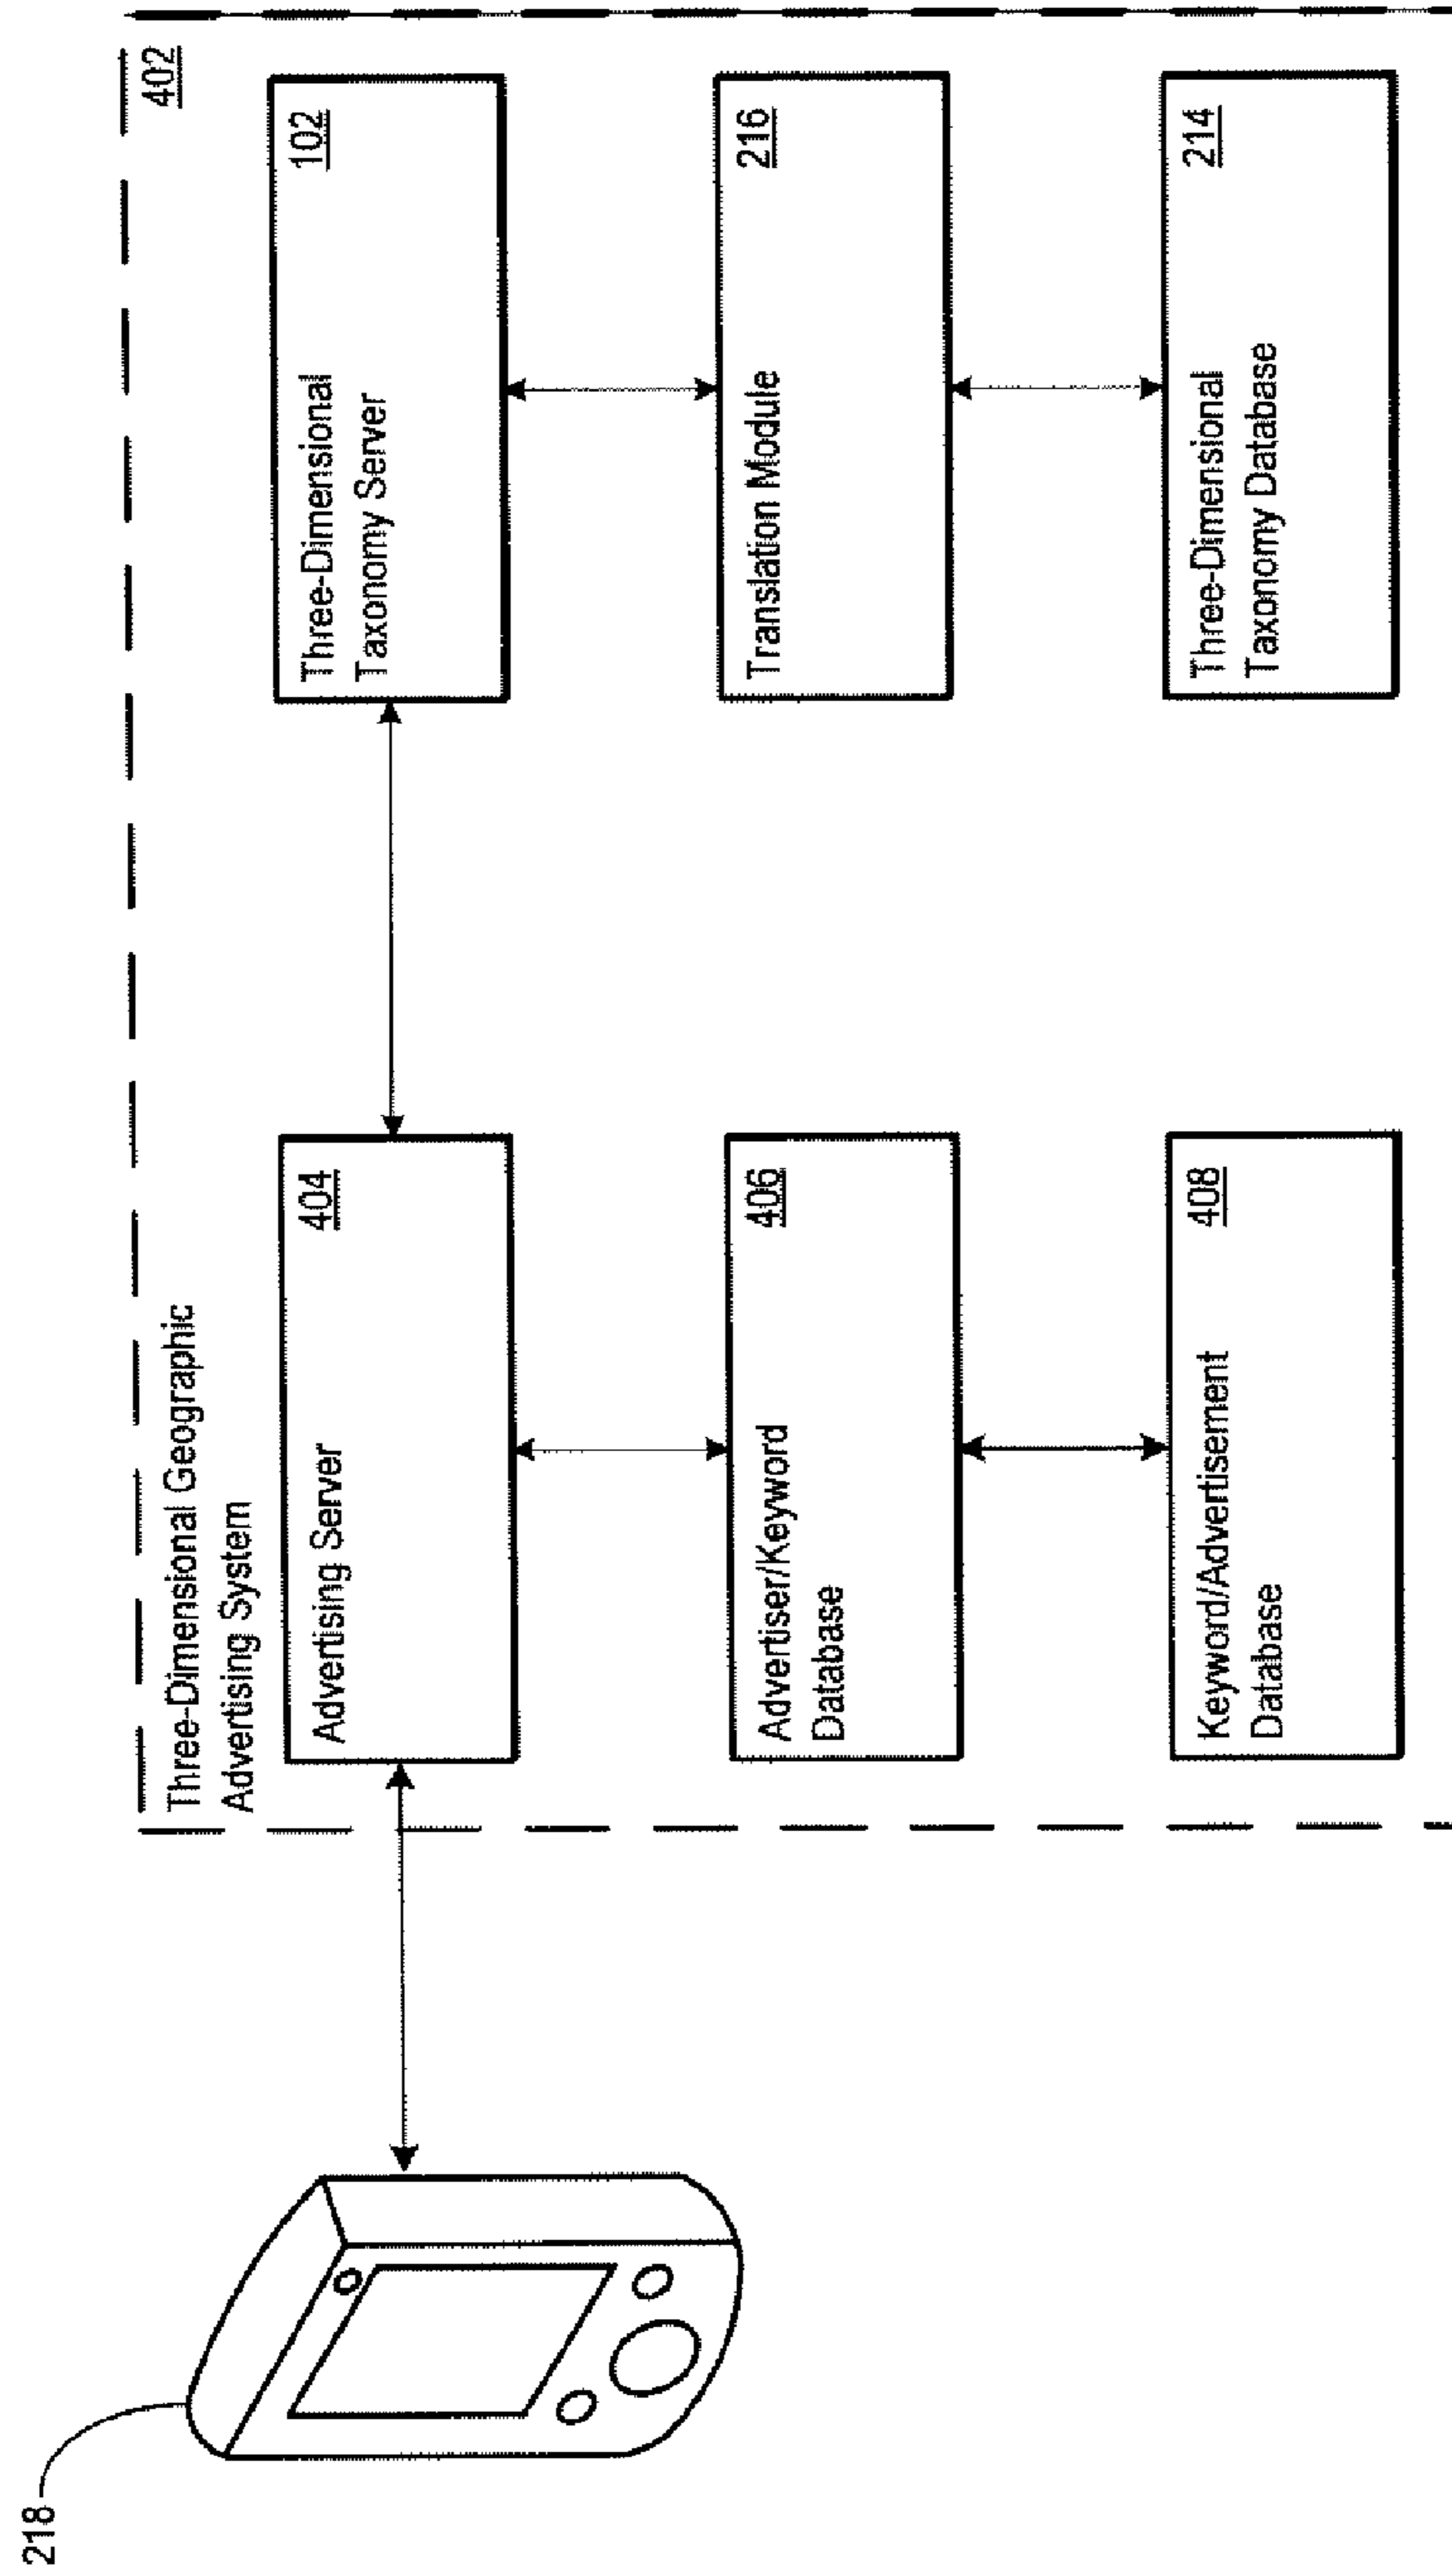 218
Three-Dimensional Geographic
Advertising System
402
Advertising Server
404
Three-Dimensional
Taxonomy Server
102
Advertiser/Keyword
Database
406
Translation Module
216
Keyword/Advertisement
Database
408
Three-Dimensional
Taxonomy Database
214